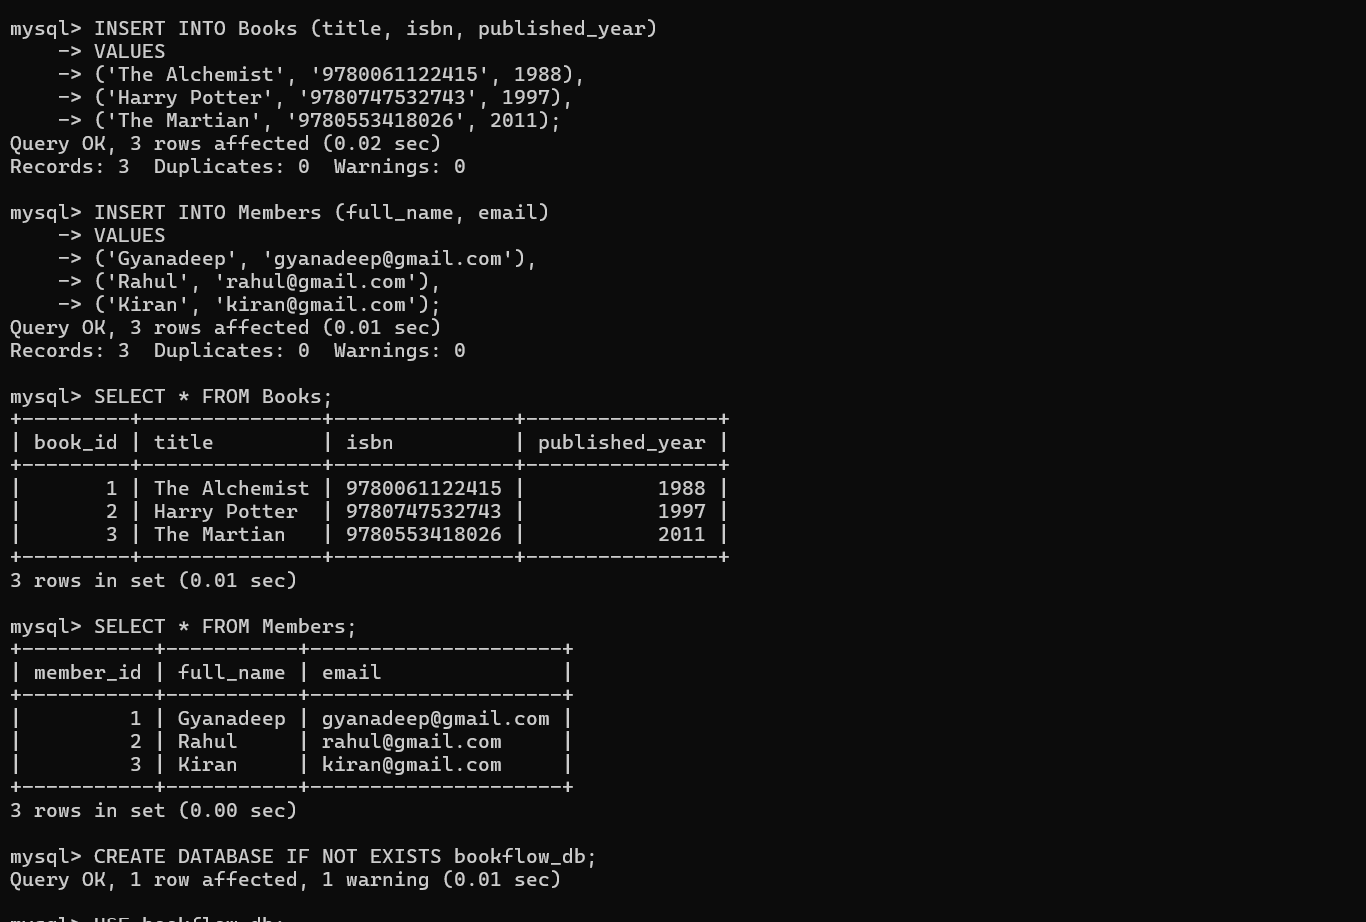 mysql> INSERT INTO Books (title, isbn, published_year)
    -> VALUES
    -> ('The Alchemist', '9780061122415', 1988),
    -> ('Harry Potter', '9780747532743', 1997),
    -> ('The Martian', '9780553418026', 2011);
Query OK, 3 rows affected (0.02 sec)
Records: 3  Duplicates: 0  Warnings: 0

mysql> INSERT INTO Members (full_name, email)
    -> VALUES
    -> ('Gyanadeep', 'gyanadeep@gmail.com'),
    -> ('Rahul', 'rahul@gmail.com'),
    -> ('Kiran', 'kiran@gmail.com');
Query OK, 3 rows affected (0.01 sec)
Records: 3  Duplicates: 0  Warnings: 0

mysql> SELECT * FROM Books;
+---------+---------------+---------------+----------------+
| book_id | title         | isbn          | published_year |
+---------+---------------+---------------+----------------+
|       1 | The Alchemist | 9780061122415 |           1988 |
|       2 | Harry Potter  | 9780747532743 |           1997 |
|       3 | The Martian   | 9780553418026 |           2011 |
+---------+---------------+---------------+----------------+
3 rows in set (0.01 sec)

mysql> SELECT * FROM Members;
+-----------+-----------+---------------------+
| member_id | full_name | email               |
+-----------+-----------+---------------------+
|         1 | Gyanadeep | gyanadeep@gmail.com |
|         2 | Rahul     | rahul@gmail.com     |
|         3 | Kiran     | kiran@gmail.com     |
+-----------+-----------+---------------------+
3 rows in set (0.00 sec)

mysql> CREATE DATABASE IF NOT EXISTS bookflow_db;
Query OK, 1 row affected, 1 warning (0.01 sec)

mysql> USE bookflow_db;